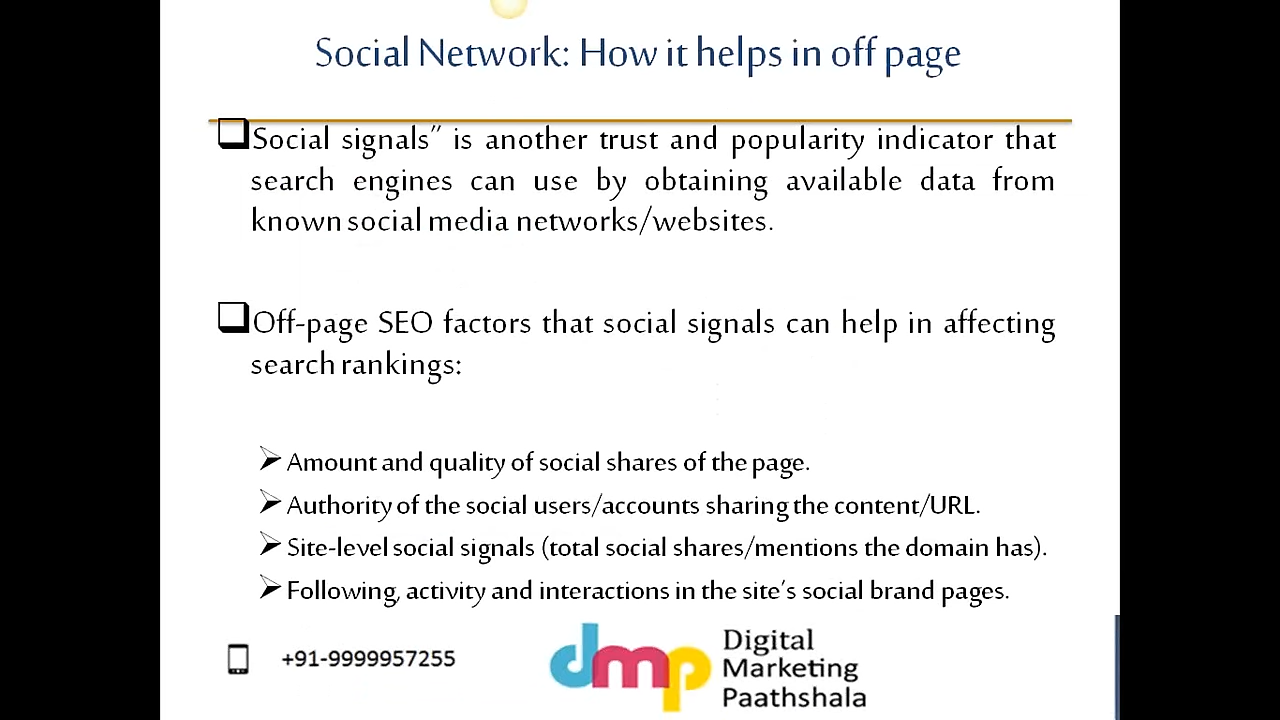 Social Network: How it helps in off page
Social signals” is another trust and popularity indicator that
search engines can use by obtaining available data from
known social media networks/websites.
Off-page SEO factors that social signals can help in affecting
search rankings:
Amount and quality of social shares of the page.
Authority of the social users/accounts sharing the content/URL.
Site-level social signals (total social shares/mentions the domain has).
Following, activity and interactions in the site’s social brand pages.
+91-9999957255
dmp
Digital
Marketing
Paathshala